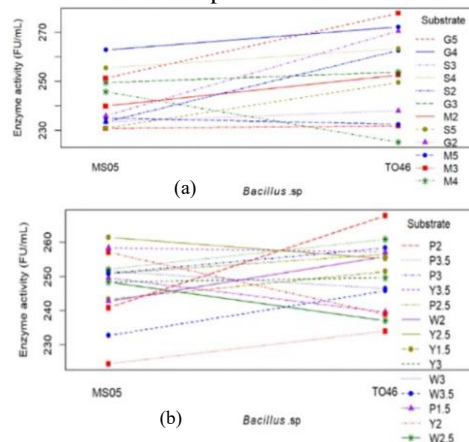 Substrate
270
G5
G4
S3
S4
S2
G3
M2
S5
G2
M5
M3
M4
250
230
Enzyme activity (FU/mL)
MS05
TO46
(a)
Bacillus.sp
Substrate
P2
P3.5
P3
Y3.5
P2.5
W2
Y2.5
Y1.5
Y3
W3
W3.5
P1.5
Y2
W2.5
260
250
240
230
Enzyme activity (FU/mL)
MS05
TO46
(b)
Bacillus.sp